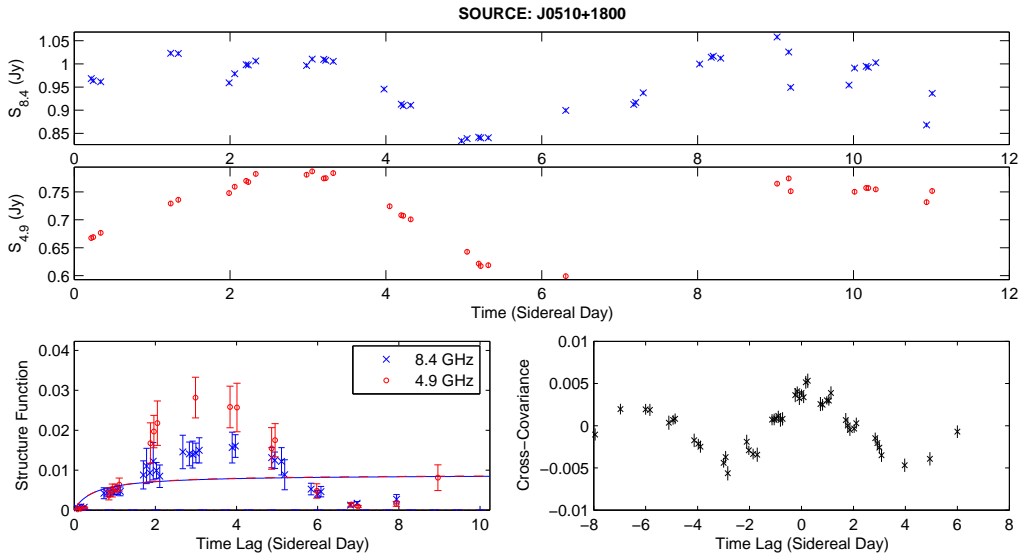 SOURCE: J0510+1800
S8.4 (Jy)
1.05
1
0.95
0.9
0.85
0 2 4 6 8 10 12
S4.9 (Jy)
0.75
0.7
0.65
0.6
0 2 4 6 8 10 12
Time (Sidereal Day)
Structure Function
0.04
0.03
0.02
0.01
0
0 2 4 6 8 10
Time Lag (Sidereal Day)
8.4 GHz
4.9 GHz
Cross−Covariance
0.01
0.005
0
−0.005
−0.01
−8 −6 −4 −2 0 2 4 6 8
Time Lag (Sidereal Day)